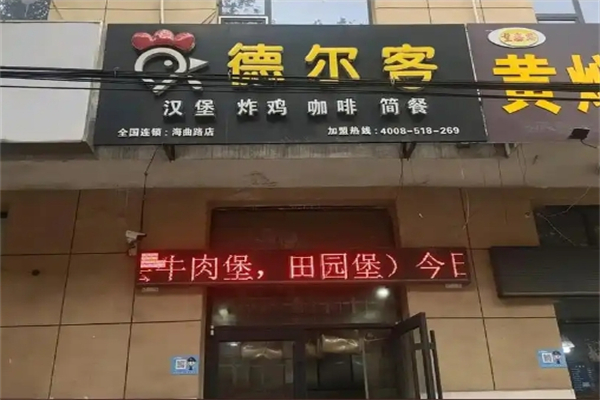 德尔客
汉堡 炸鸡 咖啡 简餐
全国连锁：海曲路店 加盟热线：4008-518-269
黄
牛肉堡，田园堡）今日